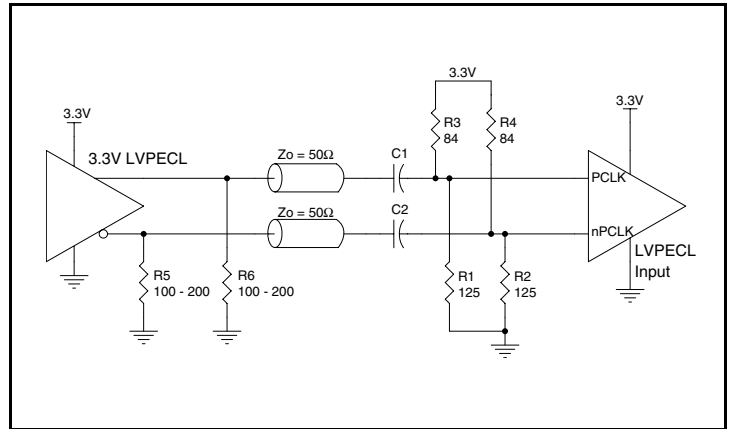 3.3V
3.3V
3.3V
R3
84
R4
84
3.3V LVPECL
Zo = 50Ω
C1
PCLK
Zo = 50Ω
C2
nPCLK
LVPECL
Input
R5
100 - 200
R6
100 - 200
R1
125
R2
125